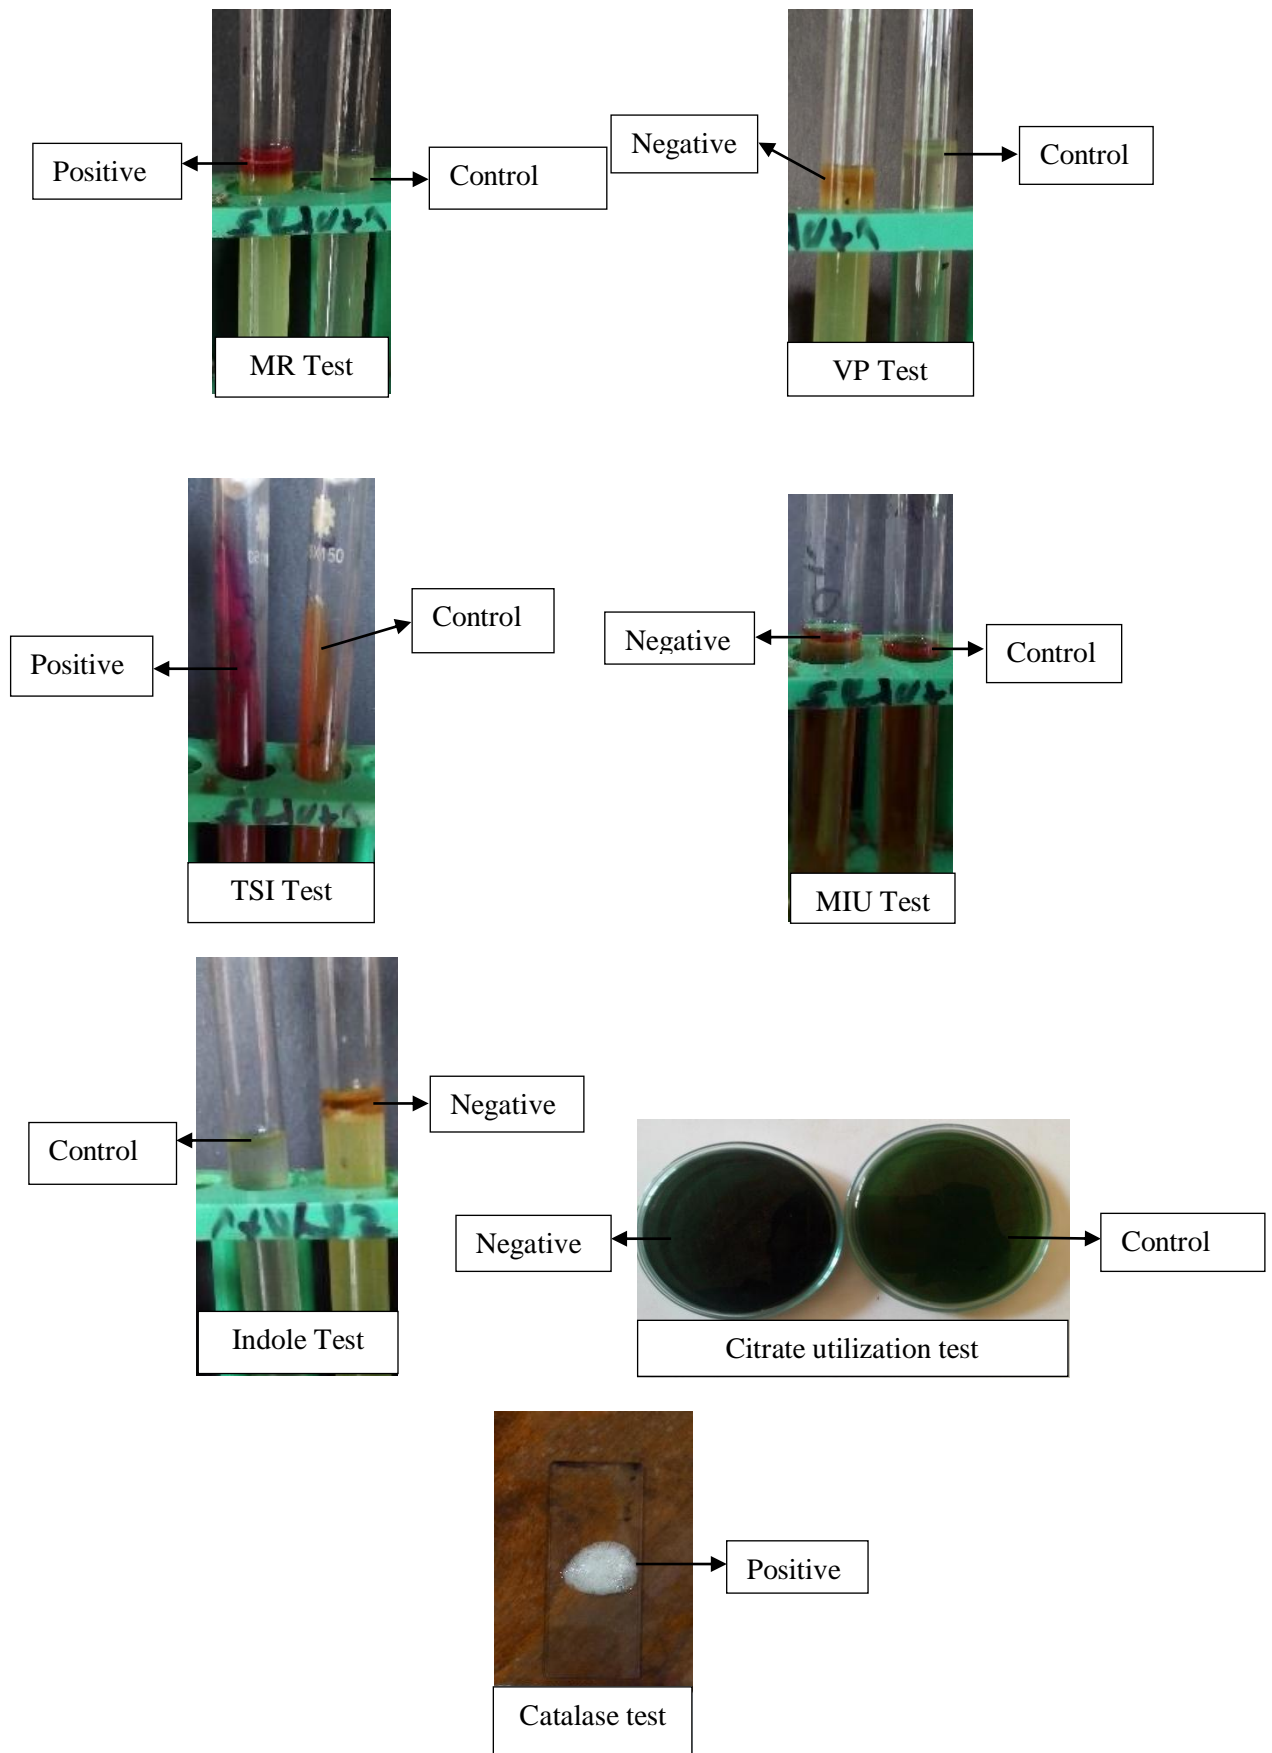 Positive
Control
MR Test
Negative
Control
VP Test
Positive
Control
TSI Test
Negative
Control
MIU Test
Control
Negative
Indole Test
Negative
Control
Citrate utilization test
Positive
Catalase test